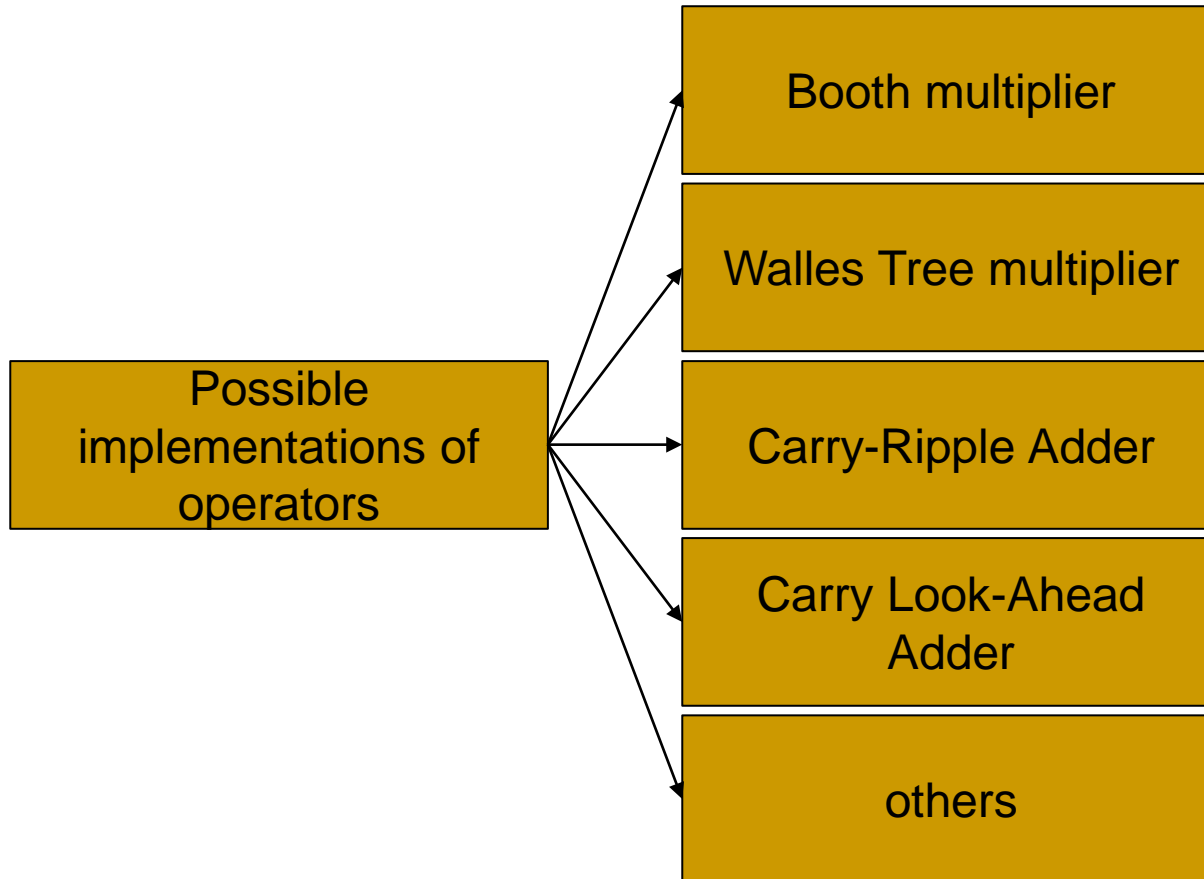 Booth multiplier
Walles Tree multiplier
Possible
implementations of
operators
Carry-Ripple Adder
Carry Look-Ahead
Adder
others